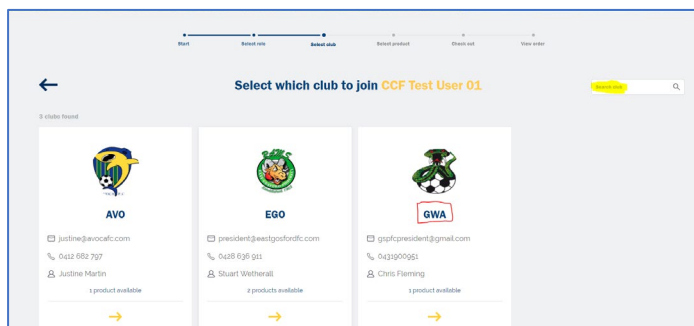 Start Select role Select club Select product Check out View order
Select which club to join CCF Test User 01
Search club
3 clubs found
AVO
justine@avocafc.com
0412 682 797
Justine Martin
1 product available
EGO
president@eastgosfordfc.com
0428 636 911
Stuart Wetherall
2 products available
GWA
gspfcpresident@gmail.com
0431900951
Chris Fleming
1 product available